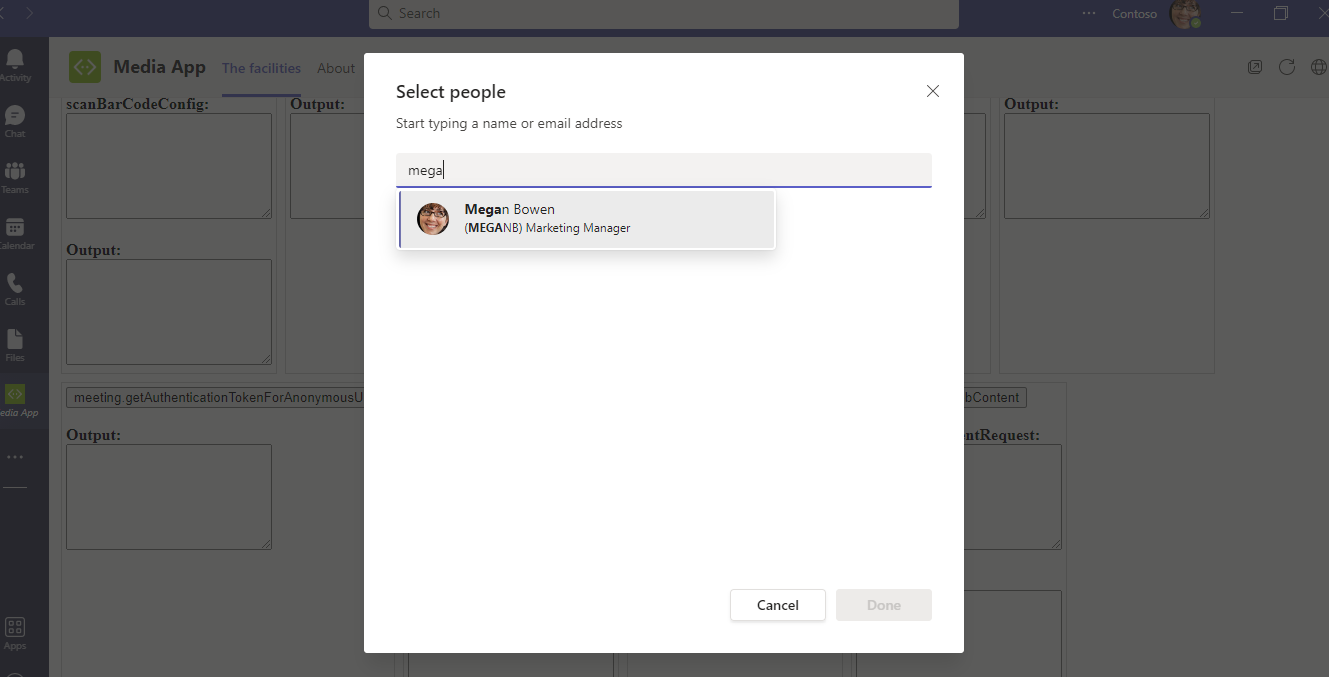 Search
Contoso
Activity
Chat
Teams
Calendar
Calls
Files
edia App
Apps
Media App
The facilities
About
scanBarCodeConfig:
Output:
Output:
Output:
meeting.getAuthenticationTokenForAnonymousU
bContent
Output:
entRequest:
Select people
Start typing a name or email address
mega
Megan Bowen
(MEGANB) Marketing Manager
Cancel
Done